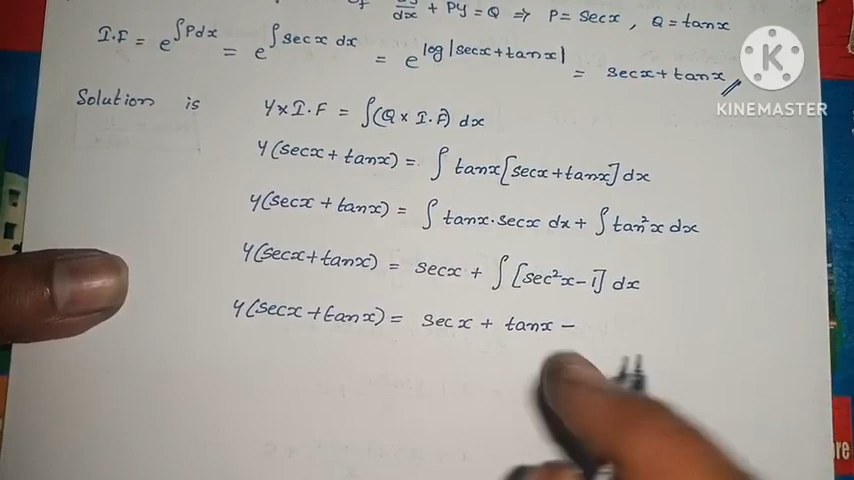 dy/dx + Py = Q ⇒ P = secx, Q = tanx
I.F = e^∫Pdx = e^∫secx dx = e^log|secx+tanx| = secx + tanx
K
KINEMASTER
Solution is y × I.F = ∫(Q × I.F) dx
y(secx + tanx) = ∫ tanx[secx + tanx] dx
y(secx + tanx) = ∫ tanx·secx dx + ∫ tan²x dx
y(secx + tanx) = secx + ∫ [sec²x - 1] dx
y(secx + tanx) = secx + tanx -